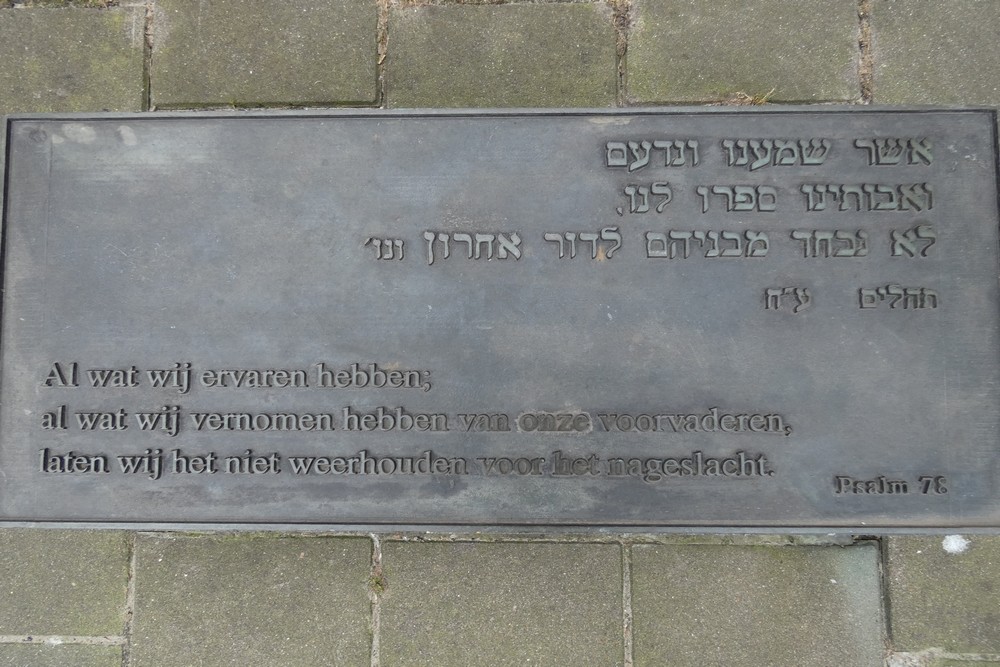 אשר שמענו ונדעם
ואבותינו ספרו לנו.
לא נכחד מבניהם לדור אחרון וגו'
תהלים ע"ח
Al wat wij ervaren hebben;
al wat wij vernomen hebben van onze voorvaderen,
laten wij het niet weerhouden voor het nageslacht.
Psalm 78